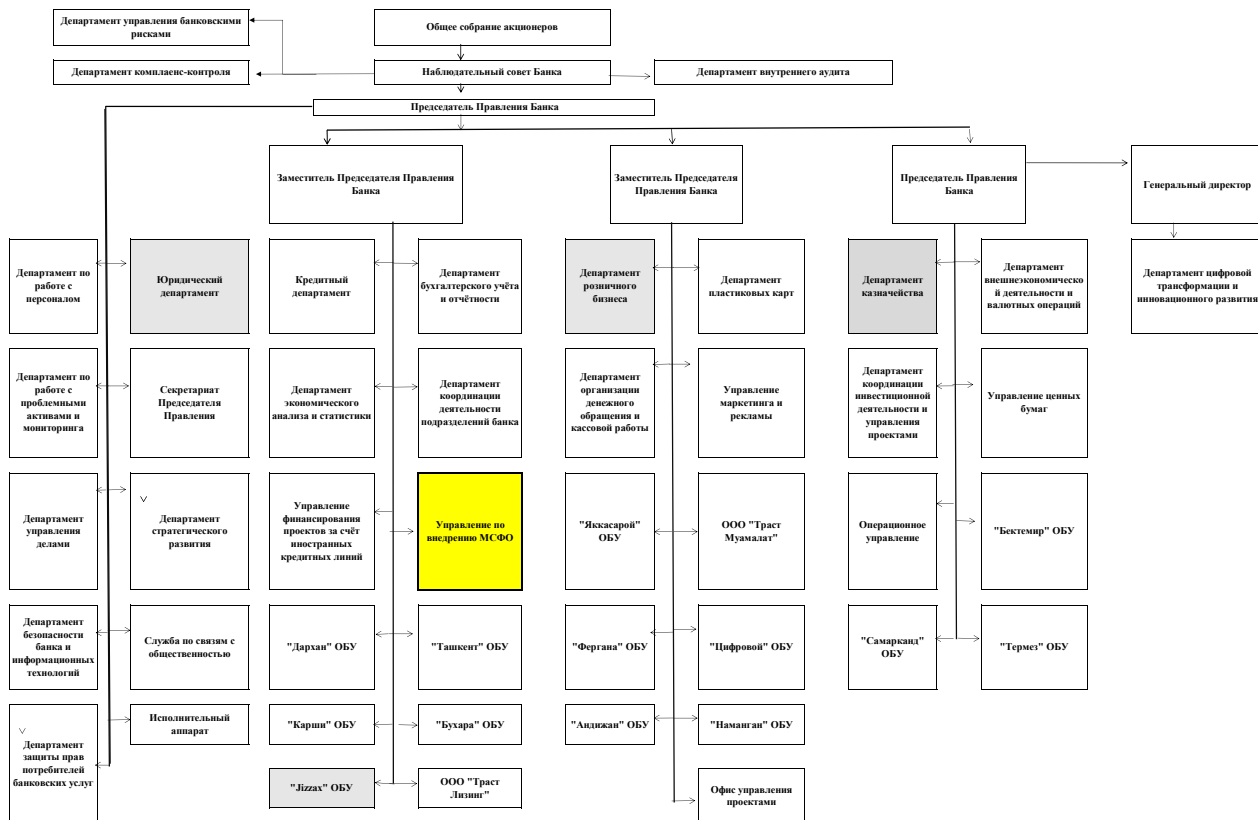 Департамент управления банковскими
рисками
Общее собрание акционеров
Департамент комплаенс-контроля
Наблюдательный совет Банка
Департамент внутреннего аудита
Председатель Правления Банка
Заместитель Председателя Правления
Банка
Заместитель Председателя
Правления Банка
Председатель Правления
Банка
Генеральный директор
Департамент по
работе с
персоналом
Юридический
департамент
Кредитный
департамент
Департамент
бухгалтерского учёта
и отчётности
Департамент
розничного
бизнеса
Департамент
пластиковых карт
Департамент
казначейства
Департамент
внешнеэкономическо
й деятельности и
валютных операций
Департамент цифровой
трансформации и
инновационного развития
Департамент по
работе с
проблемными
активами и
мониторинга
Секретариат
Председателя
Правления
Департамент
экономического
анализа и статистики
Департамент
координации
деятельности
подразделений банка
Департамент
организации
денежного
обращения и
кассовой работы
Управление
маркетинга и
рекламы
Департамент
координации
инвестиционной
деятельности и
управления
проектами
Управление ценных
бумаг
Департамент
управления
делами
Департамент
стратегического
развития
Управление
финансирования
проектов за счёт
иностранных
кредитных линий
Управление по
внедрению МСФО
"Яккасарой"
ОБУ
ООО "Траст
Муамалат"
Операционное
управление
"Бектемир" ОБУ
Департамент
безопасности
банка и
информационных
технологий
Служба по связям с
общественностью
"Дархан" ОБУ
"Ташкент" ОБУ
"Фергана" ОБУ
"Цифровой" ОБУ
"Самарканд"
ОБУ
"Термез" ОБУ
Департамент
защиты прав
потребителей
банковских услуг
Исполнительный
аппарат
"Карши" ОБУ
"Бухара" ОБУ
"Андижан" ОБУ
"Наманган" ОБУ
"Jizzax" ОБУ
ООО "Траст
Лизинг"
Офис управления
проектами